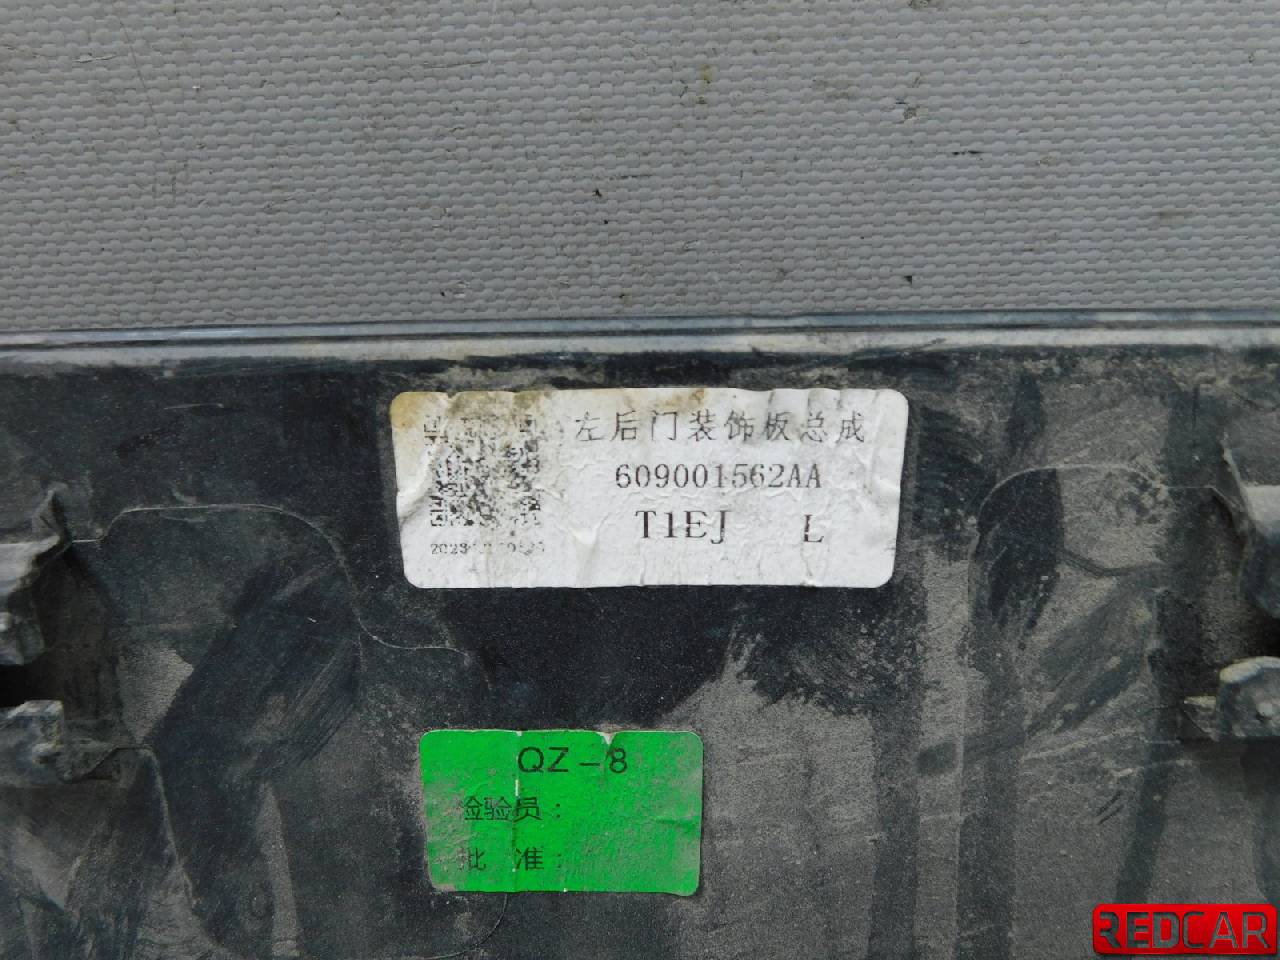 左后门装饰板总成
609001562AA
T1EJ L
QZ-8
检验员：
批 准：
REDCAR